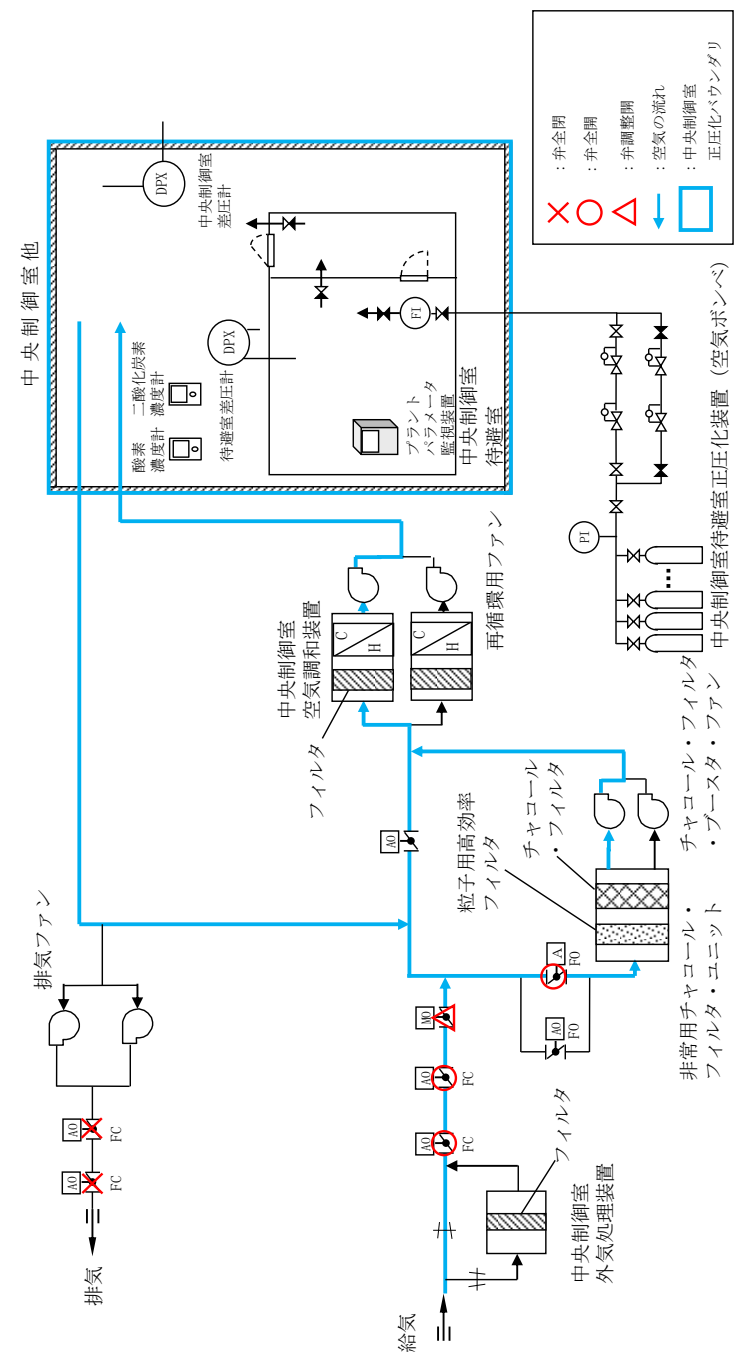 中央制御室他
DPX
中央制御室
差圧計
DPX
待避室差圧計
二酸化炭素
濃度計
酸素
濃度計
FI
プラント
パラメータ
監視装置
中央制御室
待避室
：弁全閉
：弁全開
：弁調整開
：空気の流れ
：中央制御室
正圧化バウンダリ
中央制御室待避室正圧化装置（空気ボンベ）
PI
再循環用ファン
中央制御室
空気調和装置
C
H
C
H
フィルタ
AO
チャコール・フィルタ
・ブースタ・ファン
チャコール
・フィルタ
粒子用高効率
フィルタ
非常用チャコール・
フィルタ・ユニット
A
FO
AO
FO
MO
AO
FC
AO
FC
フィルタ
中央制御室
外気処理装置
給気
排気ファン
AO
FC
AO
FC
排気